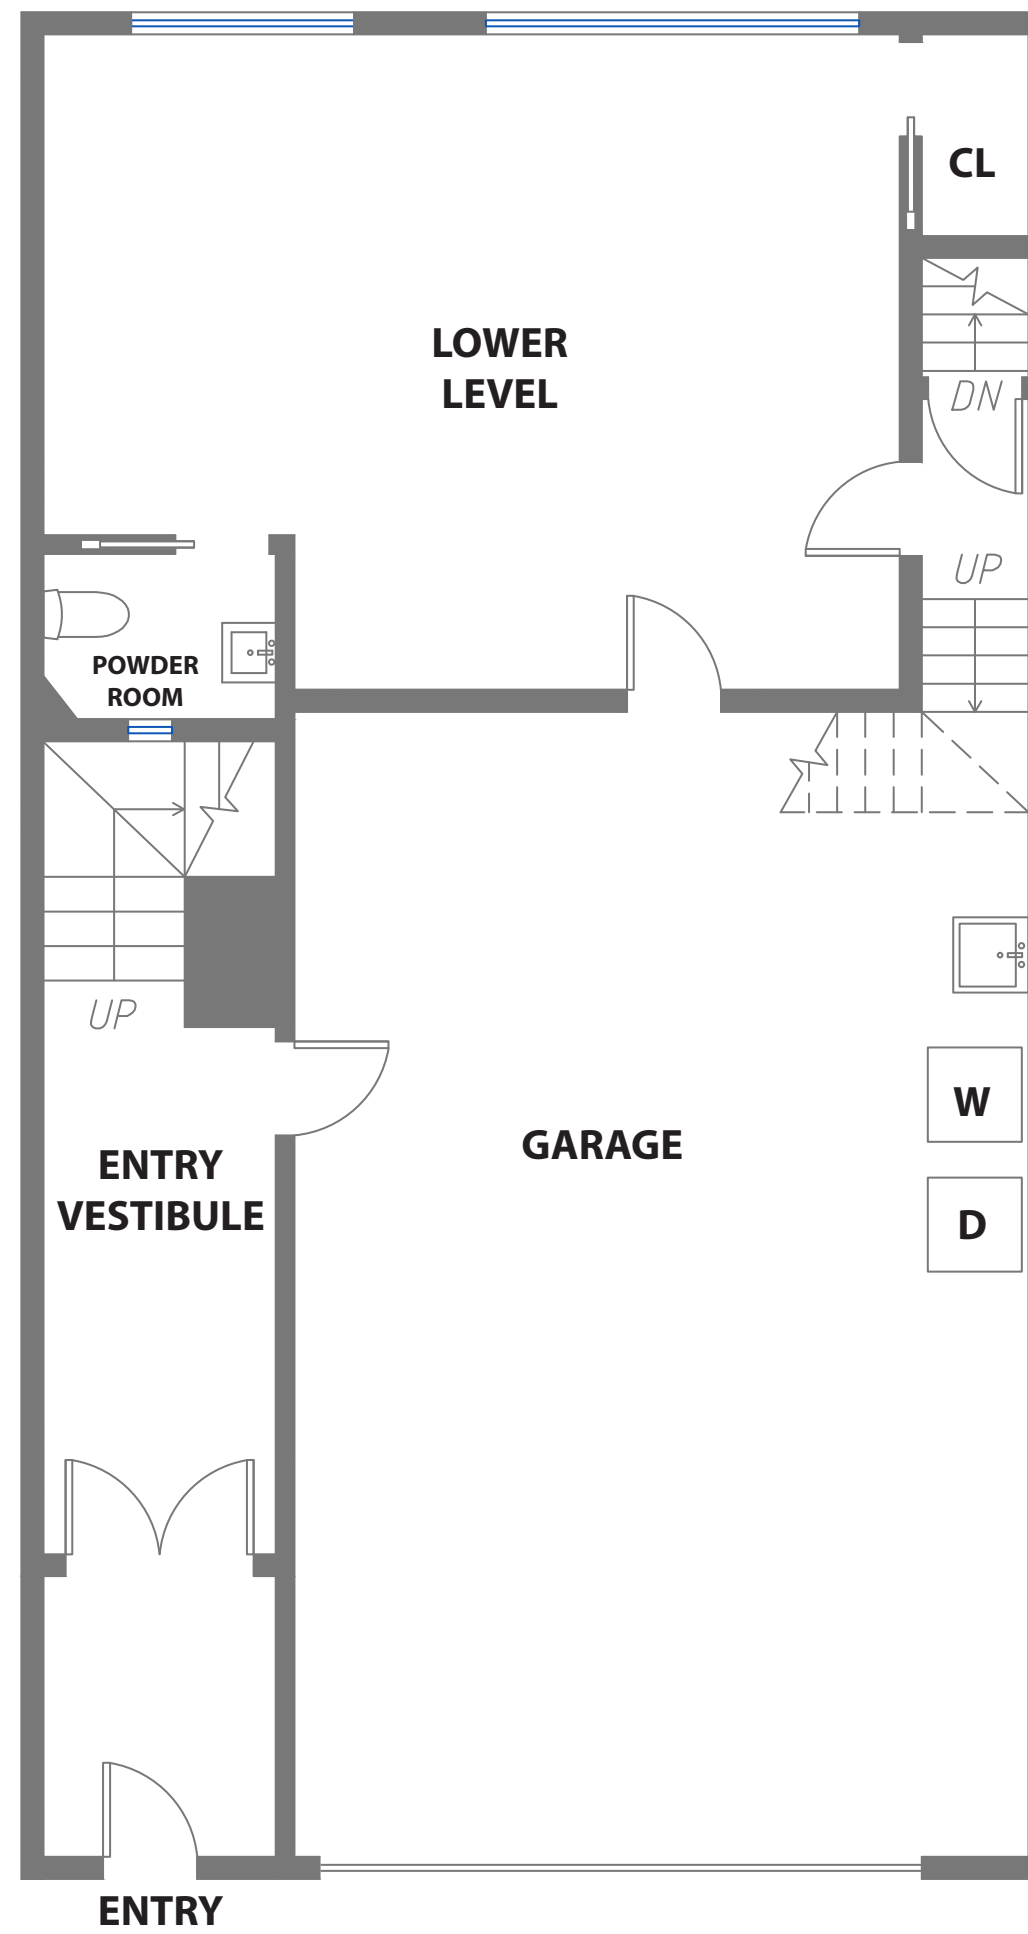 CL
LOWER
LEVEL
DN
UP
POWDER
ROOM
UP
W
GARAGE
ENTRY
VESTIBULE
D
ENTRY